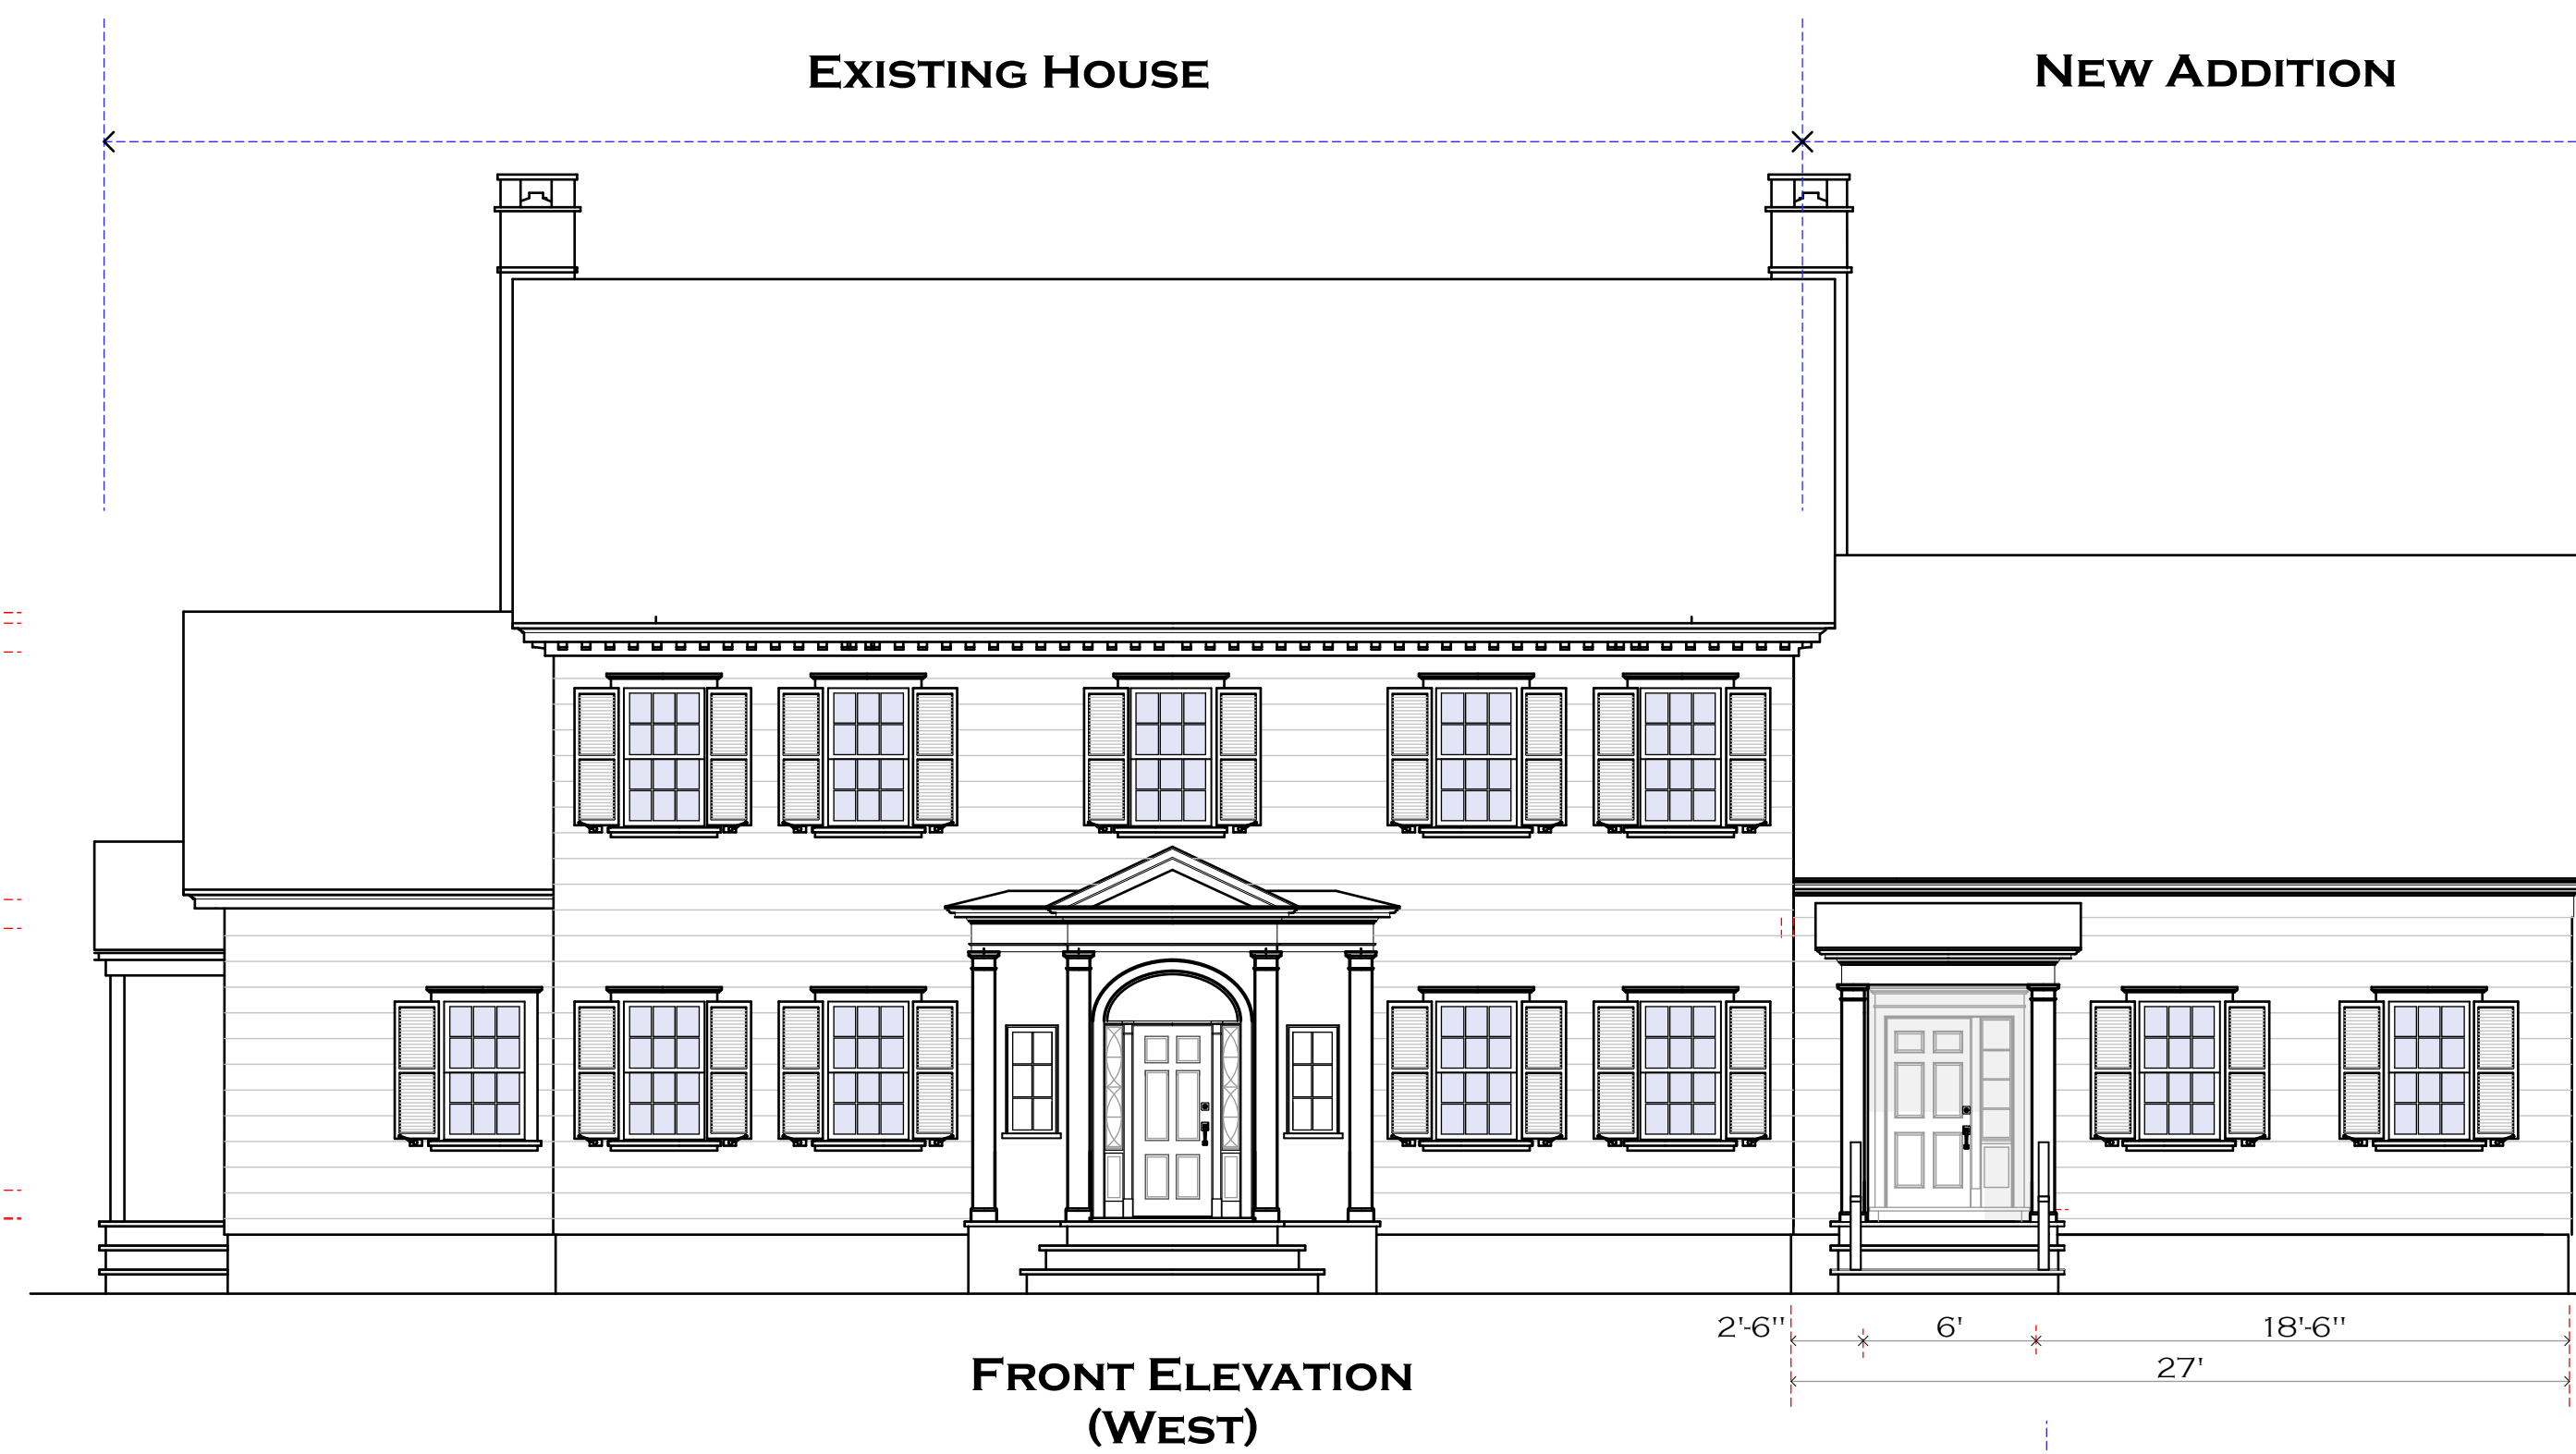 Existing House
New Addition
2'-6"
6'
18'-6"
27'
Front Elevation
(West)